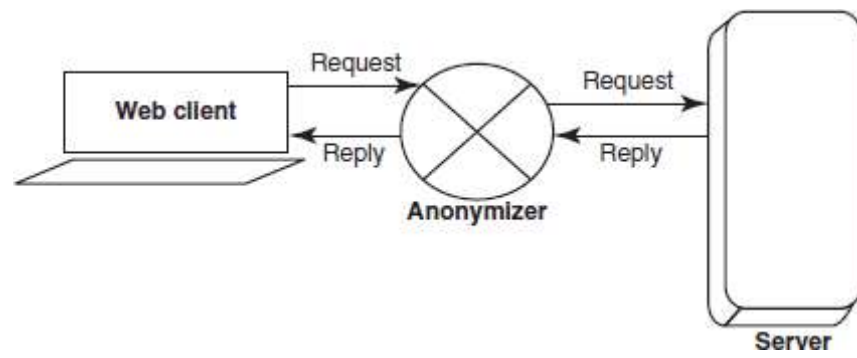 Request
Request
Web client
Reply
Reply
Anonymizer
Server